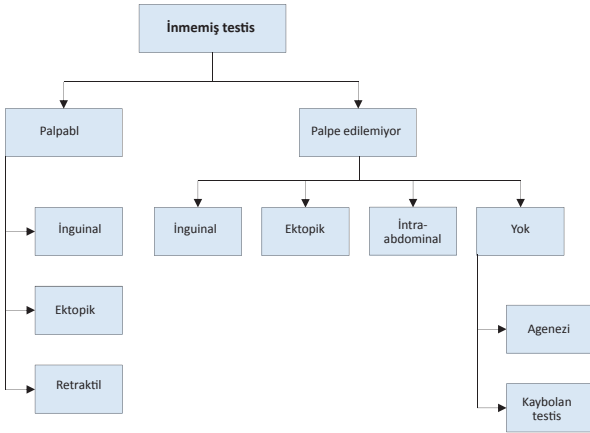 İnmemiş testis
Palpabl
Palpe edilemiyor
İnguinal
Ektopik
Retraktil
İnguinal
Ektopik
İntra-
abdominal
Yok
Agenezi
Kaybolan
testis